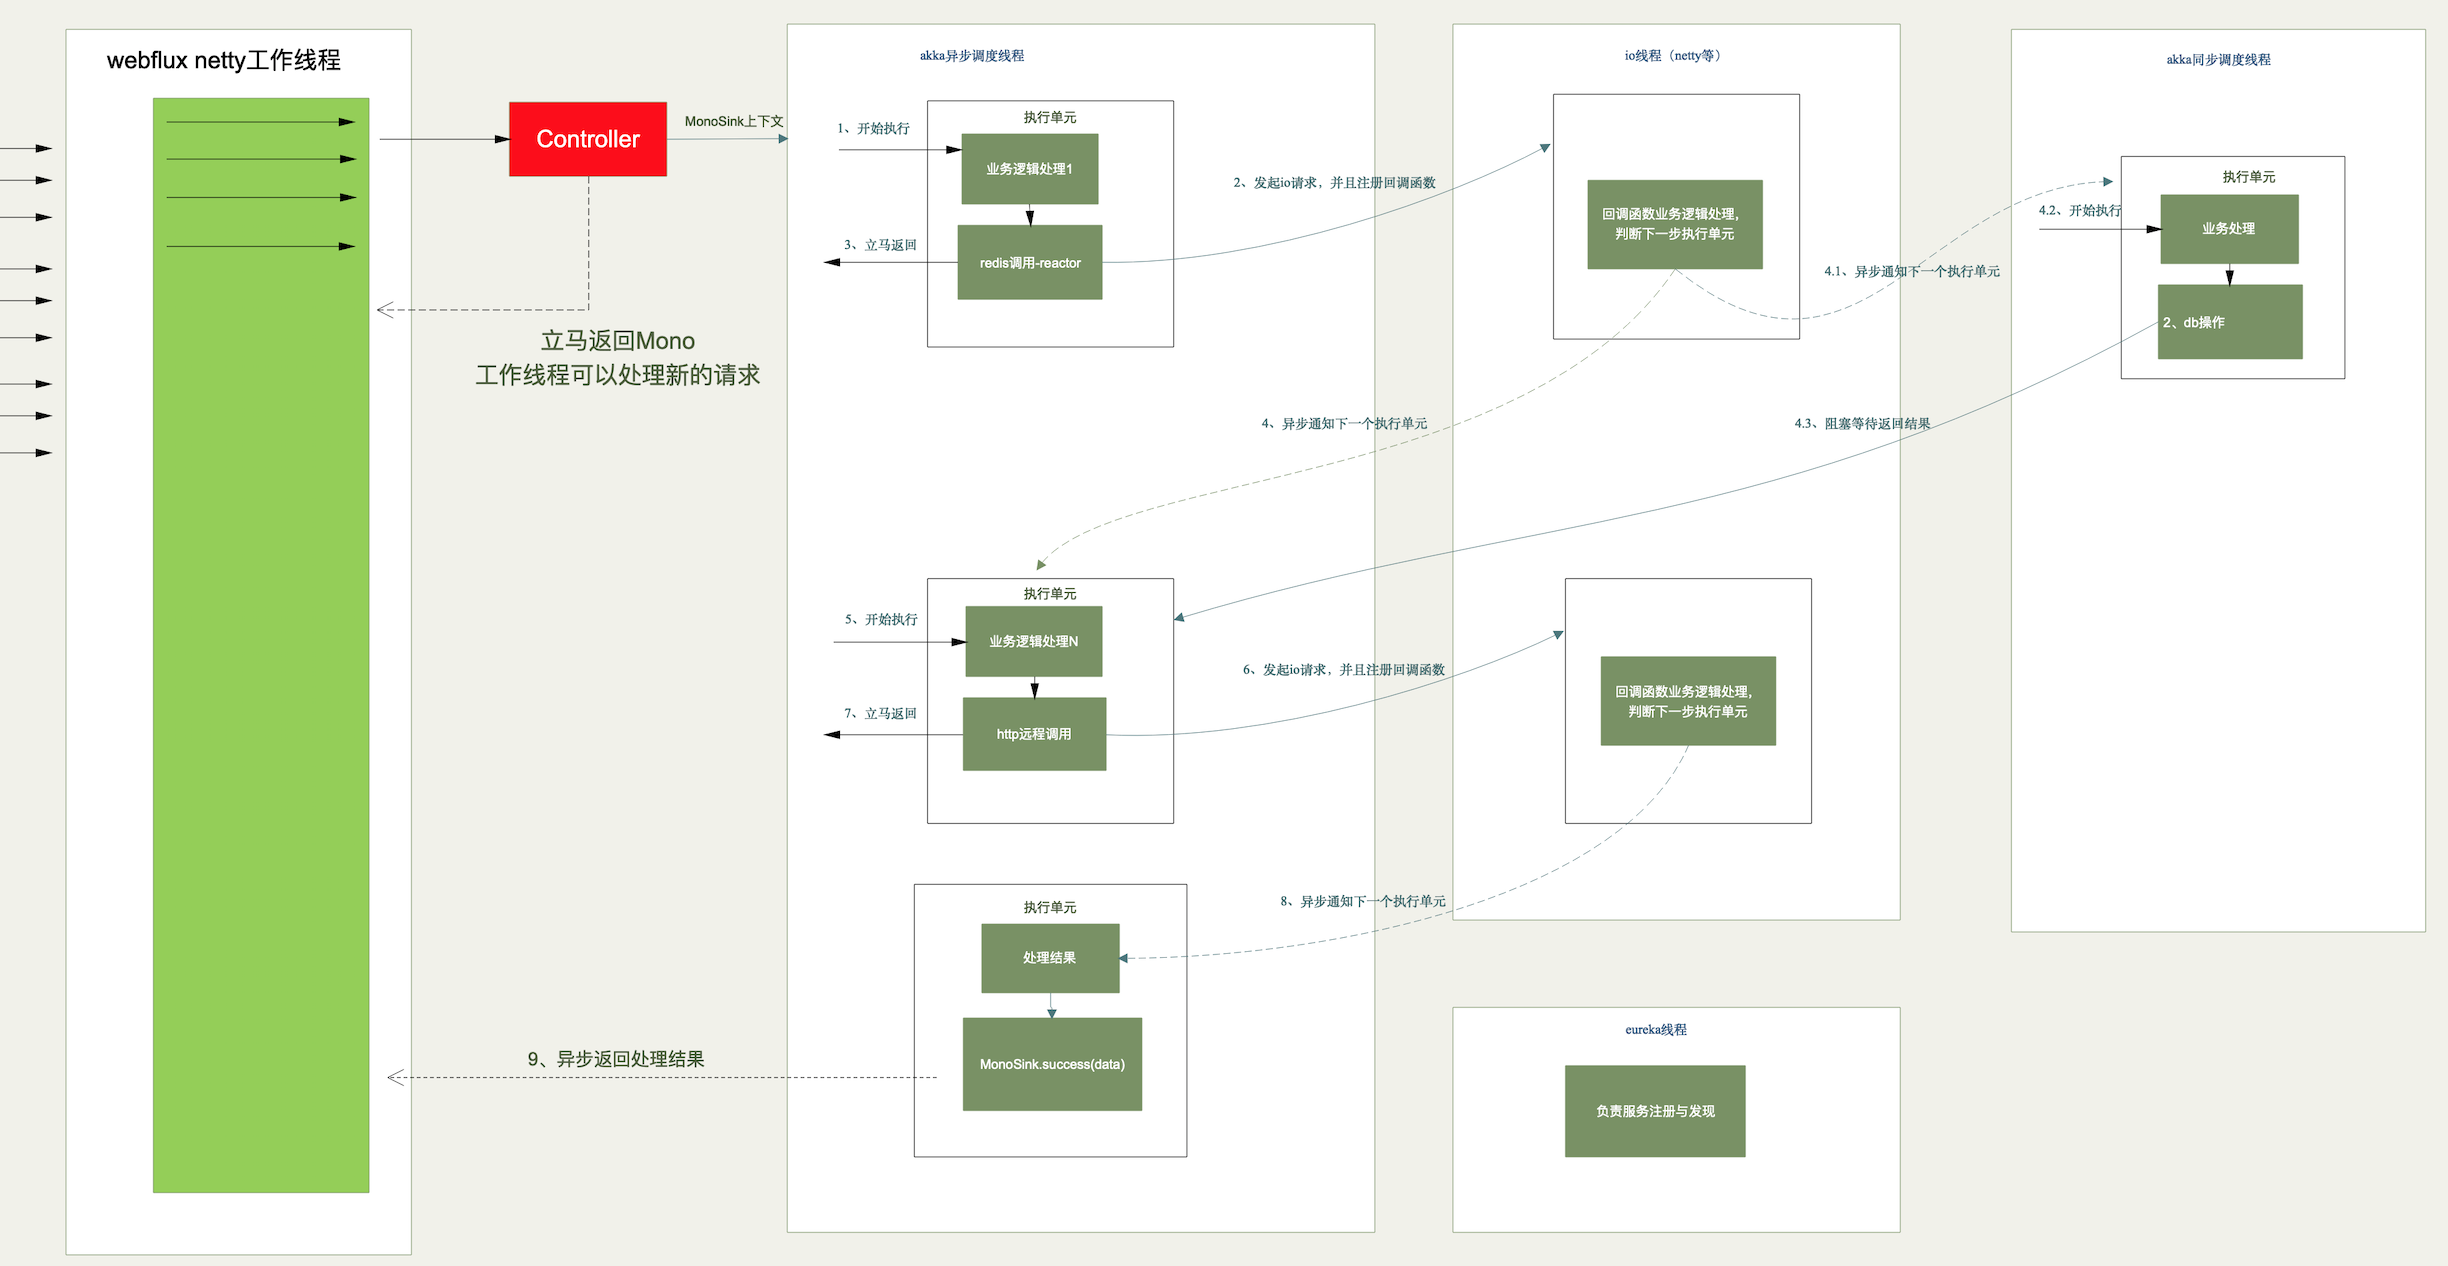 webflux netty工作线程
Controller
立马返回Mono
工作线程可以处理新的请求
MonoSink上下文
akka异步调度线程
执行单元
1、开始执行
业务逻辑处理1
3、立马返回
redis调用-reactor
2、发起io请求，并且注册回调函数
io线程（netty等）
回调函数业务逻辑处理，
判断下一步执行单元
4.1、异步通知下一个执行单元
akka同步调度线程
执行单元
4.2、开始执行
业务处理
2、db操作
4、异步通知下一个执行单元
4.3、阻塞等待返回结果
执行单元
5、开始执行
业务逻辑处理N
7、立马返回
http远程调用
6、发起io请求，并且注册回调函数
回调函数业务逻辑处理，
判断下一步执行单元
8、异步通知下一个执行单元
执行单元
处理结果
MonoSink.success(data)
9、异步返回处理结果
eureka线程
负责服务注册与发现